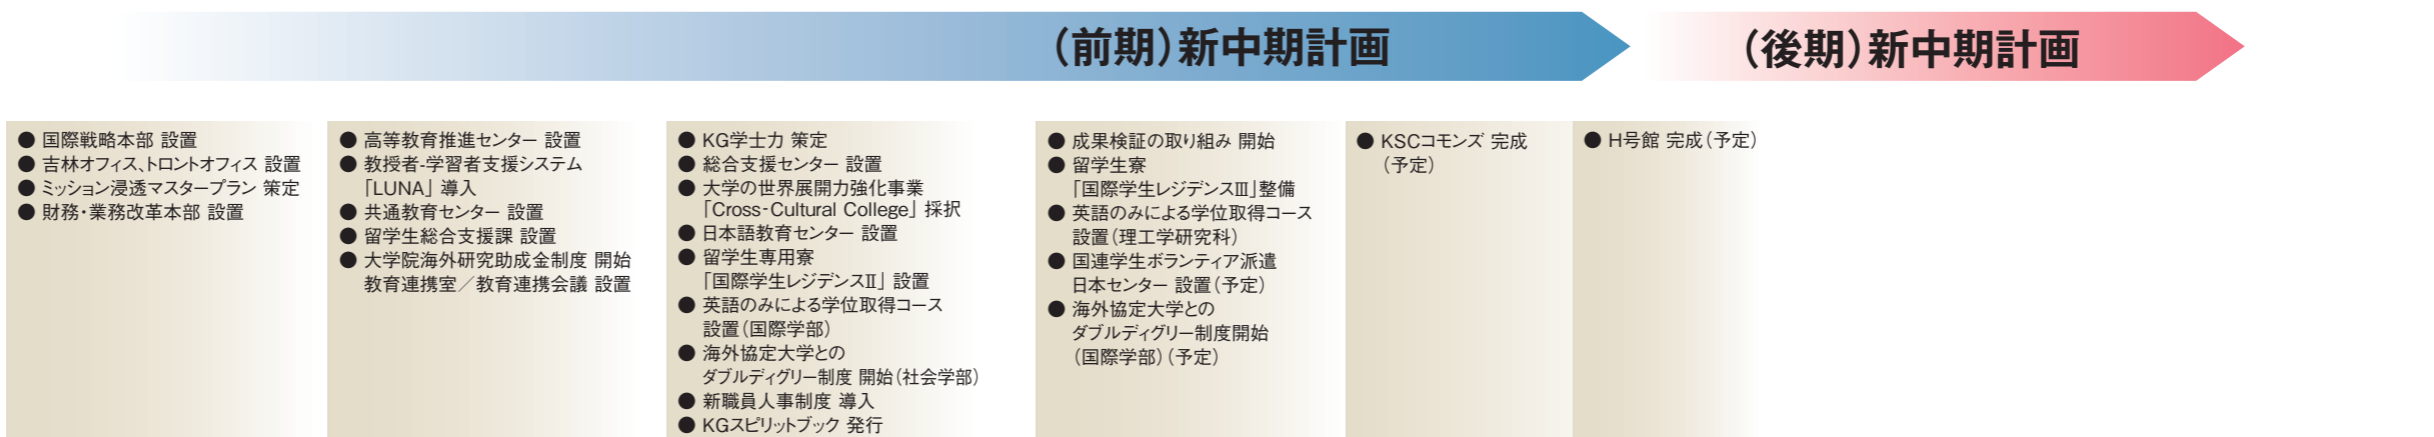 (前期)新中期計画
(後期)新中期計画
● 国際戦略本部 設置
● 吉林オフィス、トロントオフィス 設置
● ミッション浸透マスタープラン 策定
● 財務・業務改革本部 設置
● 高等教育推進センター 設置
● 教授者-学習者支援システム
「LUNA」 導入
● 共通教育センター 設置
● 留学生総合支援課 設置
● 大学院海外研究助成金制度 開始
教育連携室/教育連携会議 設置
● KG学士力 策定
● 総合支援センター 設置
● 大学の世界展開力強化事業
「Cross-Cultural College」 採択
● 日本語教育センター 設置
● 留学生専用寮
「国際学生レジデンスⅡ」 設置
● 英語のみによる学位取得コース
設置(国際学部)
● 海外協定大学との
ダブルディグリー制度 開始(社会学部)
● 新職員人事制度 導入
● KGスピリットブック 発行
● 成果検証の取り組み 開始
● 留学生寮
「国際学生レジデンスⅢ」整備
● 英語のみによる学位取得コース
設置(理工学研究科)
● 国連学生ボランティア派遣
日本センター 設置(予定)
● 海外協定大学との
ダブルディグリー制度開始
(国際学部)(予定)
● KSCコモンズ 完成
(予定)
● H号館 完成(予定)